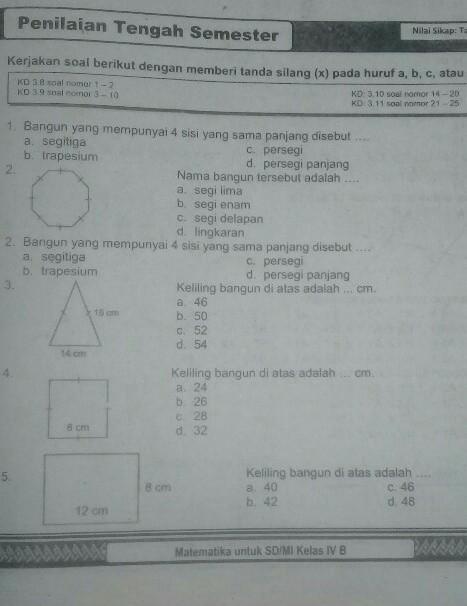 Penilaian Tengah Semester
Nilai Sikap:
Kerjakan soal berikut dengan memberi tanda silang (x) pada huruf a, b, c, atau
KD 3.8 soal nomor 1 – 2
KD 3.9 soal nomor 3 – 10
KD: 3.10 soal nomor 14 – 20
KD: 3.11 soal nomor 21 – 25
1. Bangun yang mempunyai 4 sisi yang sama panjang disebut ....
a. segitiga
c. persegi
b. trapesium
d. persegi panjang
2.
Nama bangun tersebut adalah ....
a. segi lima
b. segi enam
c. segi delapan
d. lingkaran
2. Bangun yang mempunyai 4 sisi yang sama panjang disebut ....
a. segitiga
c. persegi
b. trapesium
d. persegi panjang
3.
Keliling bangun di atas adalah ... cm.
a. 46
18 cm
b. 50
c. 52
d. 54
14 cm
4.
Keliling bangun di atas adalah ... cm.
a. 24
b. 26
c. 28
8 cm
d. 32
5.
Keliling bangun di atas adalah ....
8 cm
a. 40
c. 46
b. 42
d. 48
12 cm
Matematika untuk SD/MI Kelas IV B